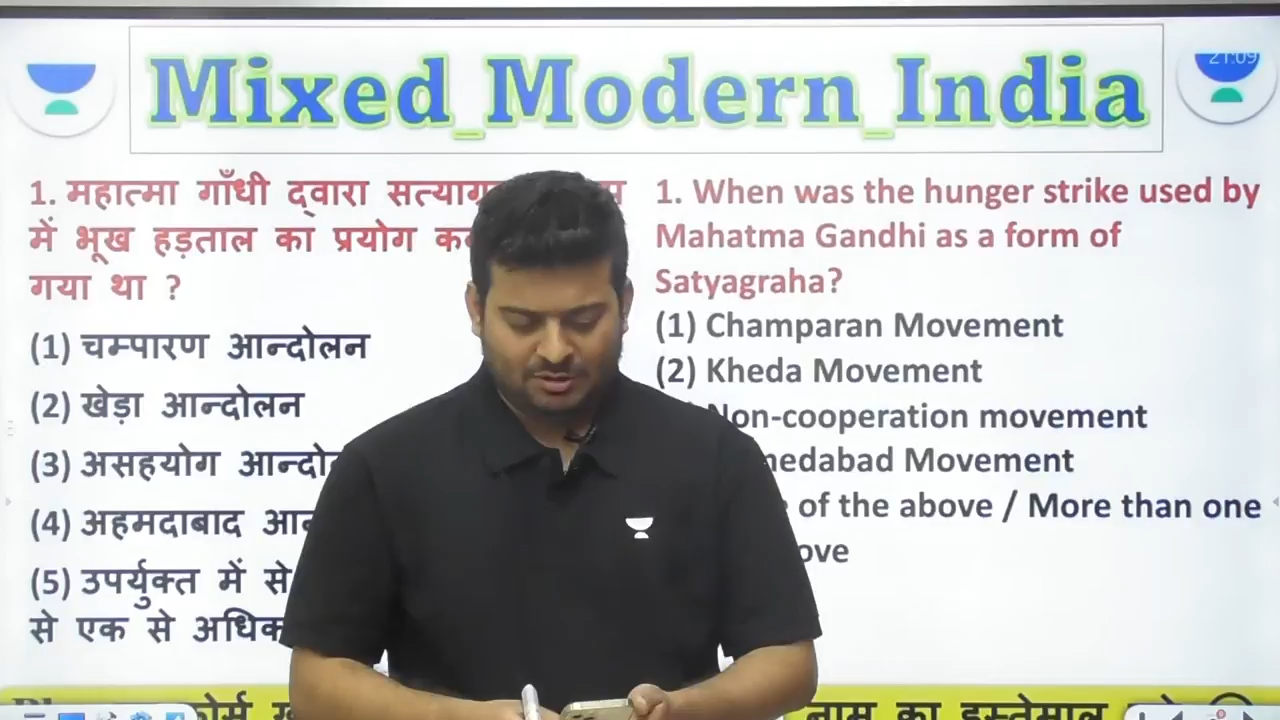 Mixed_Modern_India
21:09
1. महात्मा गाँधी द्वारा सत्याग्र
में भूख हड़ताल का प्रयोग
गया था ?
(1) चम्पारण आन्दोलन
(2) खेड़ा आन्दोलन
(3) असहयोग
(4) अहमदाबाद
(5) उपर्युक्त में से
से एक से अधिक
1. When was the hunger strike used by
Mahatma Gandhi as a form of
Satyagraha?
(1) Champaran Movement
(2) Kheda Movement
Non-cooperation movement
medabad Movement
of the above / More than one
ove
नाम का इस्तेमाल